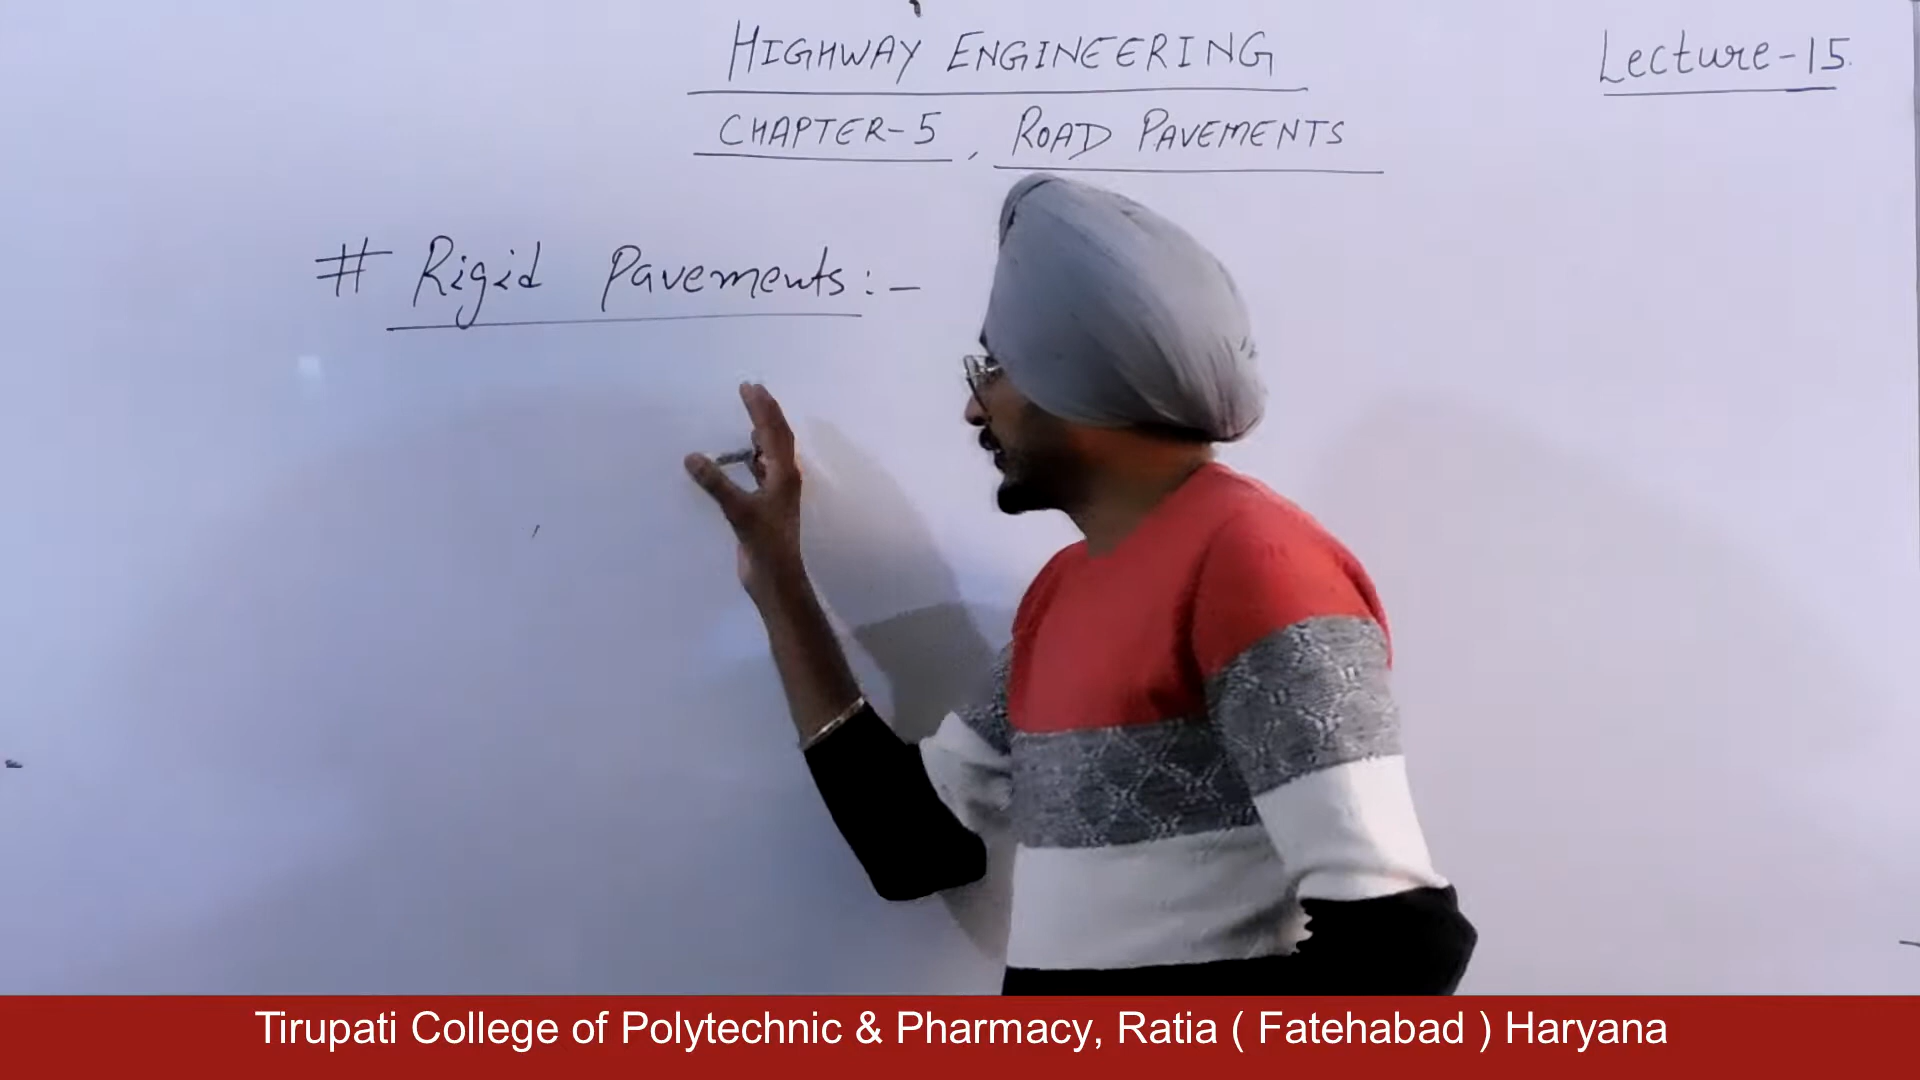 HIGHWAY ENGINEERING
Lecture-15.
CHAPTER-5, ROAD PAVEMENTS
# Rigid Pavements:-
Tirupati College of Polytechnic & Pharmacy, Ratia ( Fatehabad ) Haryana